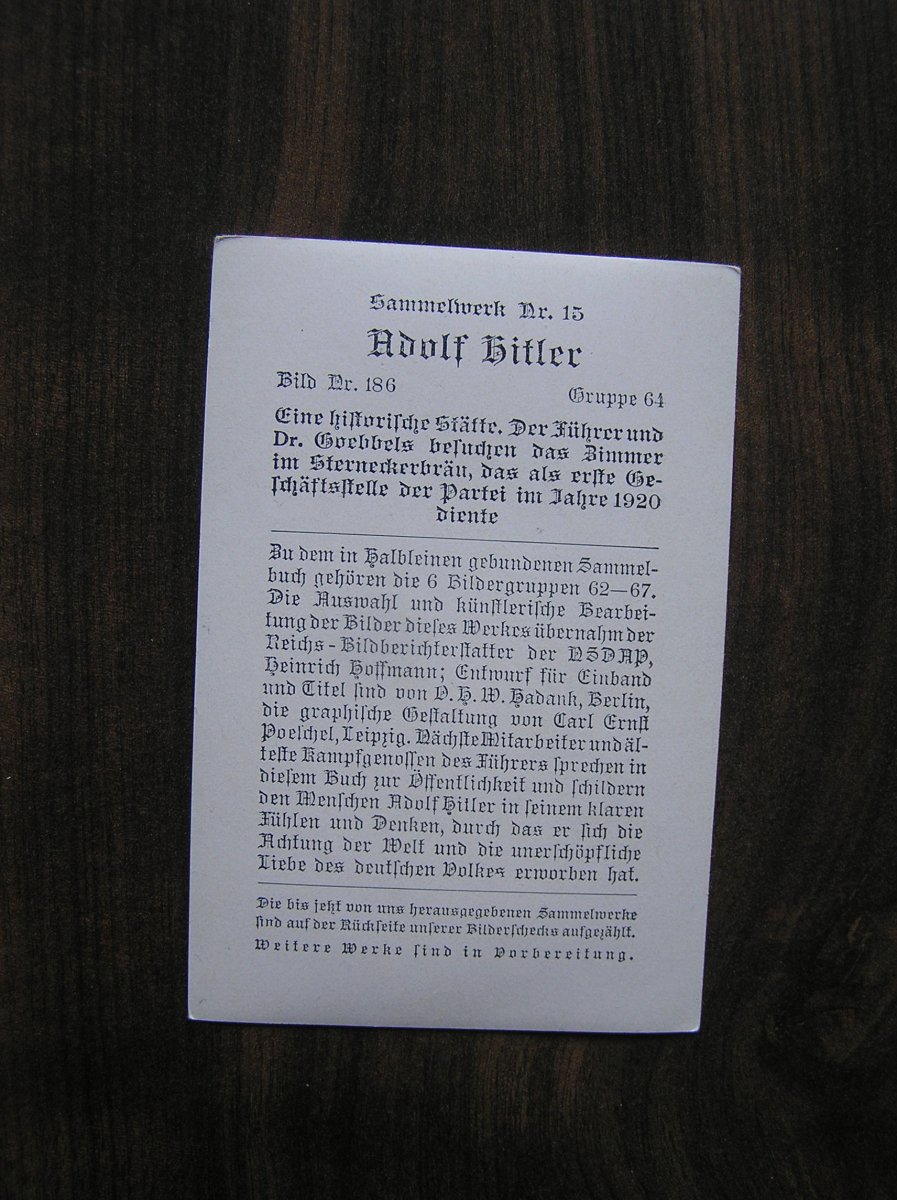 Sammelwerk Nr. 15
Adolf Hitler
Bild Nr. 186
Gruppe 64
Eine hiſtoriſche Stätte. Der Führer und
Dr. Goebbels beſuchen das Zimmer
im Sterneckerbräu, das als erſte Ge-
ſchäftsſtelle der Partei im Jahre 1920
diente
Zu dem in Halbleinen gebundenen Sammel-
buch gehören die 6 Bildergruppen 62—67.
Die Auswahl und künſtleriſche Bearbei-
tung der Bilder dieſes Werkes übernahm der
Reichs-Bildberichterſtatter der NSDAP,
Heinrich Hoffmann; Entwurf für Einband
und Titel ſind von O. H. W. Hadank, Berlin,
die graphiſche Geſtaltung von Carl Ernſt
Poeſchel, Leipzig. Nächſte Mitarbeiter und äl-
teſte Kampfgenoſſen des Führers ſprechen in
dieſem Buch zur Öffentlichkeit und ſchildern
den Menſchen Adolf Hitler in ſeinem klaren
Fühlen und Denken, durch das er ſich die
Achtung der Welt und die unerſchöpfliche
Liebe des deutſchen Volkes erworben hat.
Die bis jetzt von uns herausgegebenen Sammelwerke
ſind auf der Rückſeite unſerer Bilderſchecks aufgezählt.
Weitere Werke ſind in Vorbereitung.